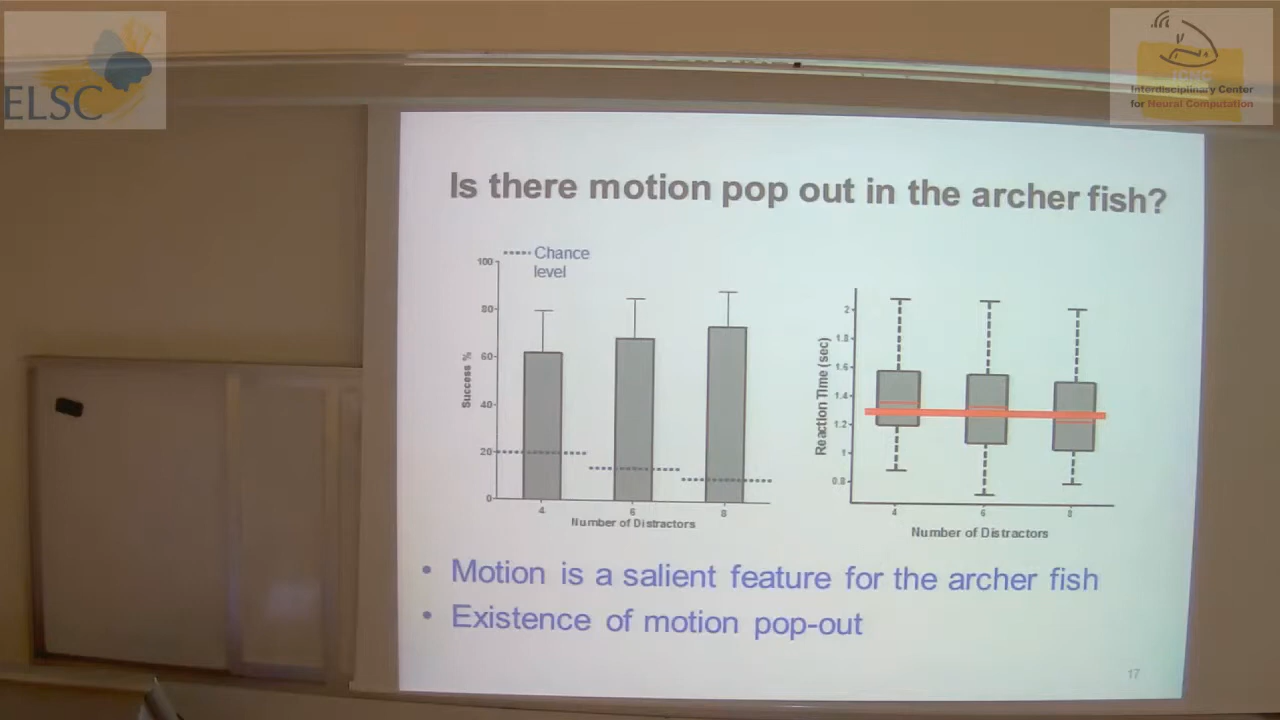 ELSC
ICNC
Interdisciplinary Center
for Neural Computation
Is there motion pop out in the archer fish?
Chance
level
100
80
60
40
20
0
Success %
4
6
8
Number of Distractors
2
1.8
1.6
1.4
1.2
1
0.8
Reaction Time (sec)
4
6
8
Number of Distractors
• Motion is a salient feature for the archer fish
• Existence of motion pop-out
17